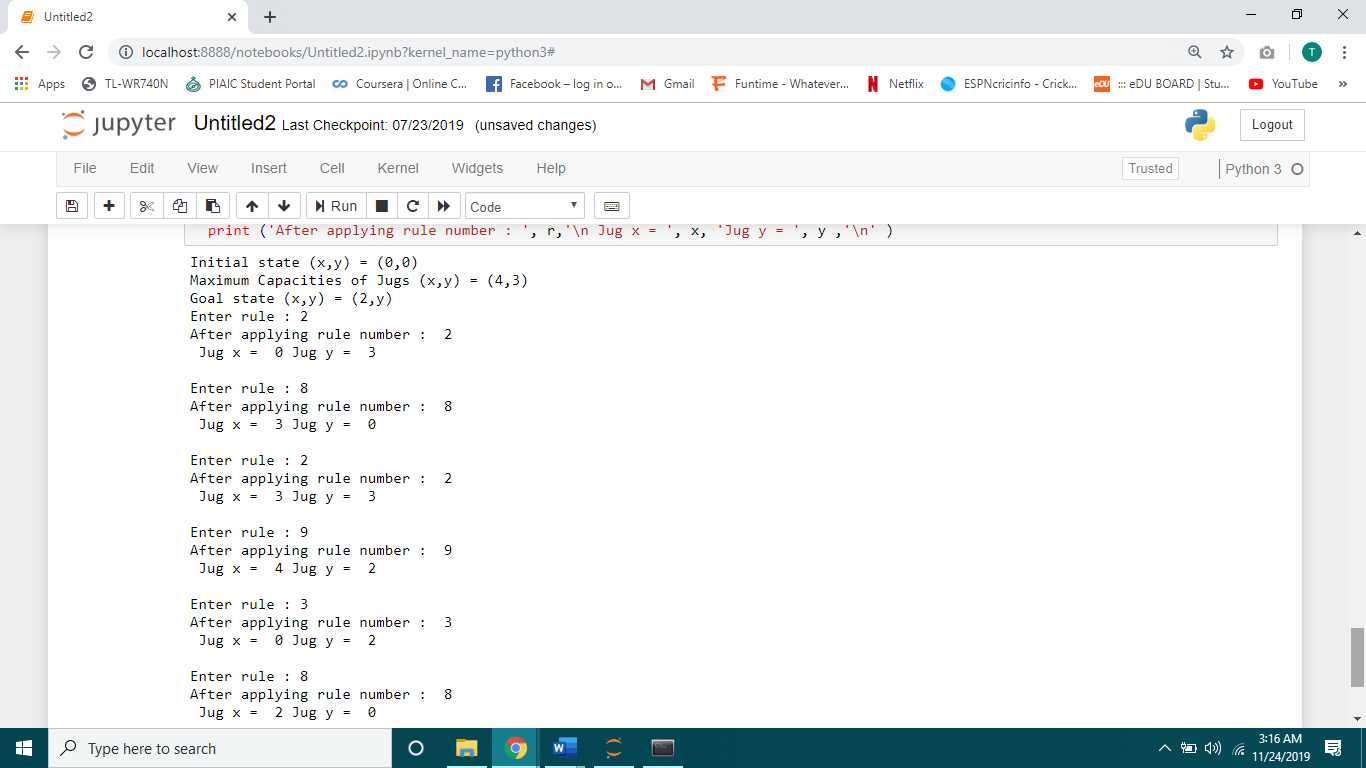 Untitled2
localhost:8888/notebooks/Untitled2.ipynb?kernel_name=python3#
T
Apps TL-WR740N PIAIC Student Portal Coursera | Online C... Facebook – log in o... Gmail Funtime - Whatever... Netflix ESPNcricinfo - Crick... eDU ::: eDU BOARD | Stu... YouTube »
jupyter Untitled2 Last Checkpoint: 07/23/2019 (unsaved changes) Logout
File Edit View Insert Cell Kernel Widgets Help Trusted Python 3
Run Code
print ('After applying rule number : ', r,'\n Jug x = ', x, 'Jug y = ', y ,'\n' )
Initial state (x,y) = (0,0)
Maximum Capacities of Jugs (x,y) = (4,3)
Goal state (x,y) = (2,y)
Enter rule : 2
After applying rule number :  2
Jug x =  0 Jug y =  3
Enter rule : 8
After applying rule number :  8
Jug x =  3 Jug y =  0
Enter rule : 2
After applying rule number :  2
Jug x =  3 Jug y =  3
Enter rule : 9
After applying rule number :  9
Jug x =  4 Jug y =  2
Enter rule : 3
After applying rule number :  3
Jug x =  0 Jug y =  2
Enter rule : 8
After applying rule number :  8
Jug x =  2 Jug y =  0
Type here to search
3:16 AM
11/24/2019